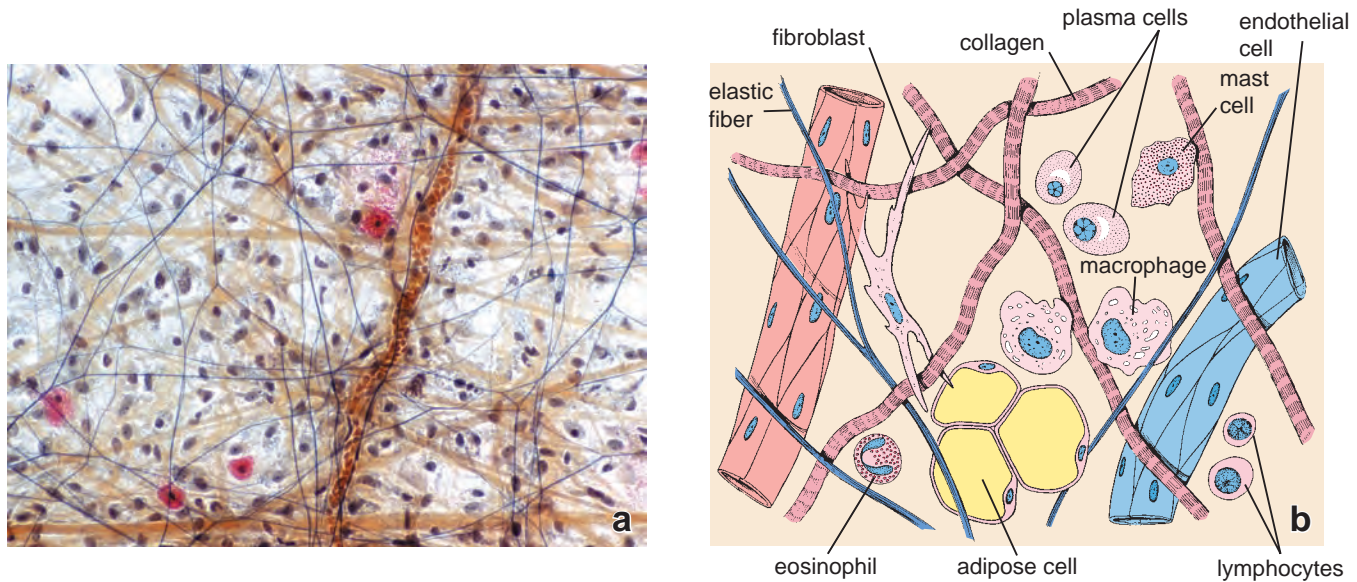 a
fibroblast
collagen
plasma cells
endothelial
cell
elastic
fiber
mast
cell
macrophage
eosinophil
adipose cell
lymphocytes
b